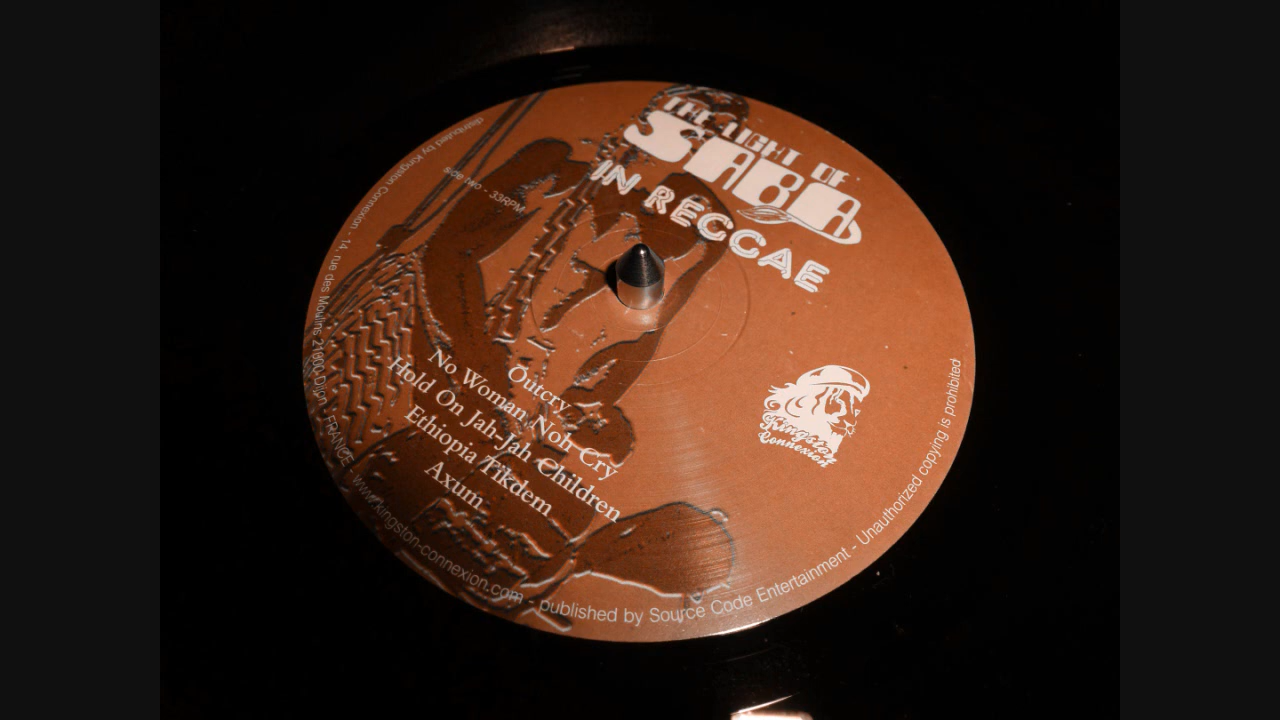 THE LIGHT OF
SABA
IN REGGAE
side two - 33RPM
Outcry
No Woman Noh Cry
Hold On Jah-Jah Children
Ethiopia Tikdem
Axum
Kingston
Connexion
distributed by Kingston Connexion - 14, rue des Moulins 21000 Dijon - FRANCE www.kingston-connexion.com - published by Source Code Entertainment - Unauthorized copying is prohibited